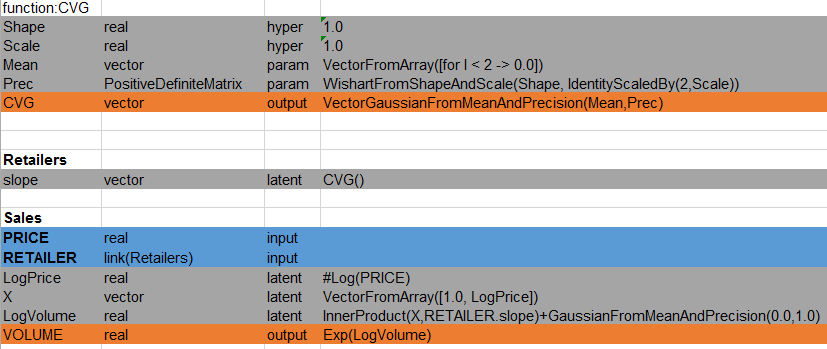 function:CVG
Shape real hyper 1.0
Scale real hyper 1.0
Mean vector param VectorFromArray([for I < 2 -> 0.0])
Prec PositiveDefiniteMatrix param WishartFromShapeAndScale(Shape, IdentityScaledBy(2,Scale))
CVG vector output VectorGaussianFromMeanAndPrecision(Mean,Prec)
Retailers
slope vector latent CVG()
Sales
PRICE real input
RETAILER link(Retailers) input
LogPrice real latent #Log(PRICE)
X vector latent VectorFromArray([1.0, LogPrice])
LogVolume real latent InnerProduct(X,RETAILER.slope)+GaussianFromMeanAndPrecision(0.0,1.0)
VOLUME real output Exp(LogVolume)